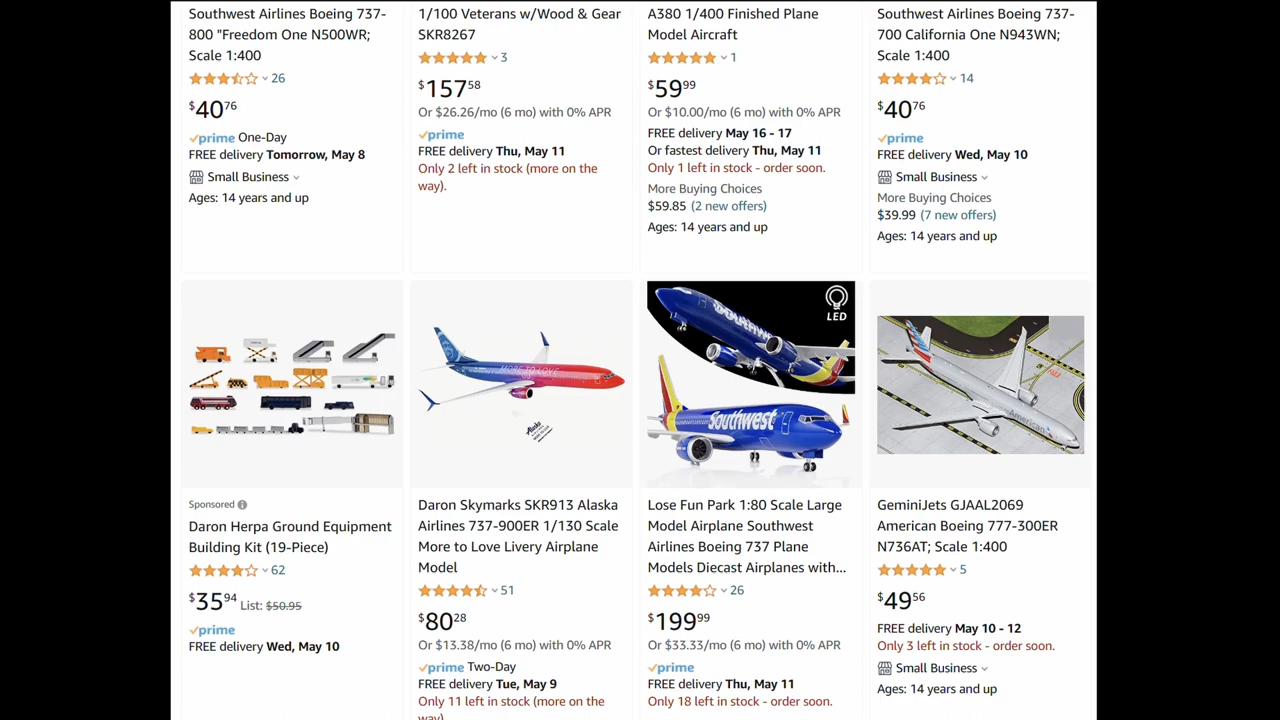 Southwest Airlines Boeing 737-
800 "Freedom One N500WR;
Scale 1:400
26
$40 76
prime One-Day
FREE delivery Tomorrow, May 8
Small Business
Ages: 14 years and up
1/100 Veterans w/Wood & Gear
SKR8267
3
$157 58
Or $26.26/mo (6 mo) with 0% APR
prime
FREE delivery Thu, May 11
Only 2 left in stock (more on the
way).
A380 1/400 Finished Plane
Model Aircraft
1
$59 99
Or $10.00/mo (6 mo) with 0% APR
FREE delivery May 16 - 17
Or fastest delivery Thu, May 11
Only 1 left in stock - order soon.
More Buying Choices
$59.85 (2 new offers)
Ages: 14 years and up
Southwest Airlines Boeing 737-
700 California One N943WN;
Scale 1:400
14
$40 76
prime
FREE delivery Wed, May 10
Small Business
More Buying Choices
$39.99 (7 new offers)
Ages: 14 years and up
Sponsored
Daron Herpa Ground Equipment
Building Kit (19-Piece)
62
$35 94 List: $50.95
prime
FREE delivery Wed, May 10
MORE TO LOVE
Alaska
Daron Skymarks SKR913 Alaska
Airlines 737-900ER 1/130 Scale
More to Love Livery Airplane
Model
51
$80 28
Or $13.38/mo (6 mo) with 0% APR
prime Two-Day
FREE delivery Tue, May 9
Only 11 left in stock (more on the
way)
LED
Southwest
Southwest
Lose Fun Park 1:80 Scale Large
Model Airplane Southwest
Airlines Boeing 737 Plane
Models Diecast Airplanes with...
26
$199 99
Or $33.33/mo (6 mo) with 0% APR
prime
FREE delivery Thu, May 11
Only 18 left in stock - order soon.
American
GeminiJets GJAAL2069
American Boeing 777-300ER
N736AT; Scale 1:400
5
$49 56
FREE delivery May 10 - 12
Only 3 left in stock - order soon.
Small Business
Ages: 14 years and up